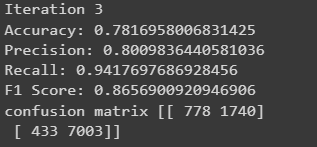 Iteration 3
Accuracy: 0.7816958006831425
Precision: 0.8009836440581036
Recall: 0.9417697686928456
F1 Score: 0.8656900920946906
confusion matrix [[ 778 1740]
[ 433 7003]]